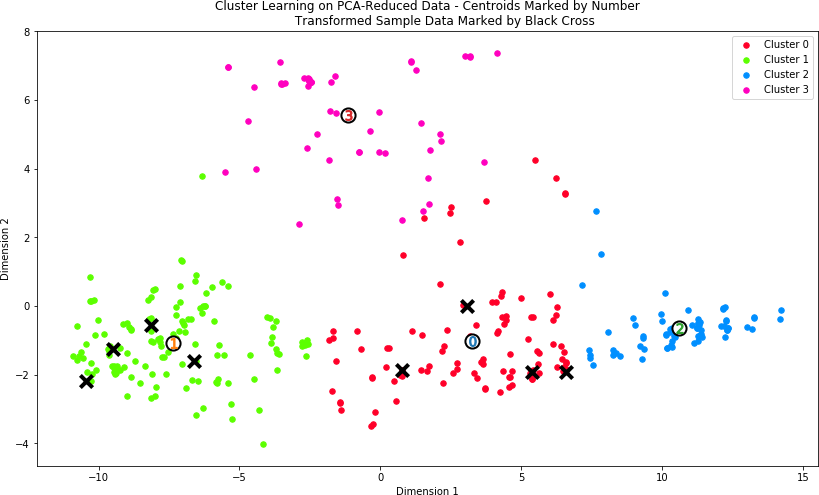 Cluster Learning on PCA-Reduced Data - Centroids Marked by Number
Transformed Sample Data Marked by Black Cross
8
Cluster 0
Cluster 1
Cluster 2
Cluster 3
6
3
4
Dimension 2
2
0
2
1
0
−2
−4
−10
−5
0
5
10
15
Dimension 1